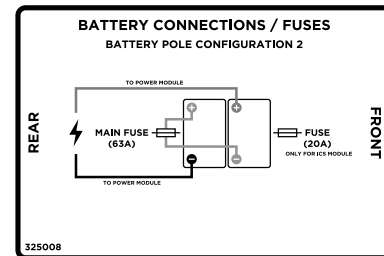 BATTERY CONNECTIONS / FUSES
BATTERY POLE CONFIGURATION 2
TO POWER MODULE
REAR
MAIN FUSE
(63A)
FUSE
(20A)
ONLY FOR ICS MODULE
FRONT
TO POWER MODULE
325008